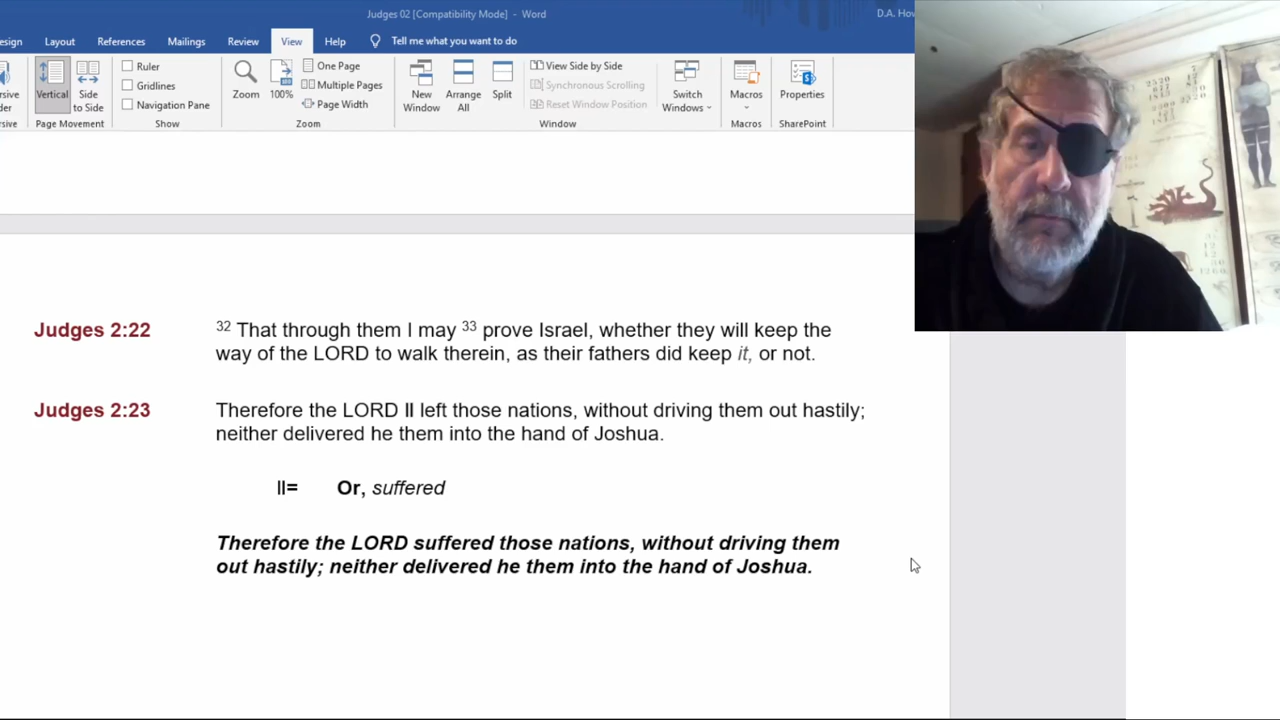 Judges 02 [Compatibility Mode] - Word
D.A. How
esign Layout References Mailings Review View Help Tell me what you want to do
Vertical
Side to Side
Page Movement
Ruler
Gridlines
Navigation Pane
Show
Zoom
100%
One Page
Multiple Pages
Page Width
Zoom
New Window
Arrange All
Split
View Side by Side
Synchronous Scrolling
Reset Window Position
Switch Windows
Window
Macros
Macros
Properties
SharePoint
Judges 2:22 32 That through them I may 33 prove Israel, whether they will keep the
way of the LORD to walk therein, as their fathers did keep it, or not.
Judges 2:23 Therefore the LORD II left those nations, without driving them out hastily;
neither delivered he them into the hand of Joshua.
II= Or, suffered
Therefore the LORD suffered those nations, without driving them
out hastily; neither delivered he them into the hand of Joshua.
2520